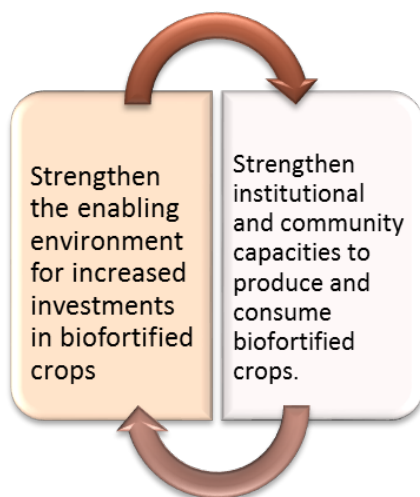 Strengthen
the enabling
environment
for increased
investments
in biofortified
crops
Strengthen
institutional
and community
capacities to
produce and
consume
biofortified
crops.